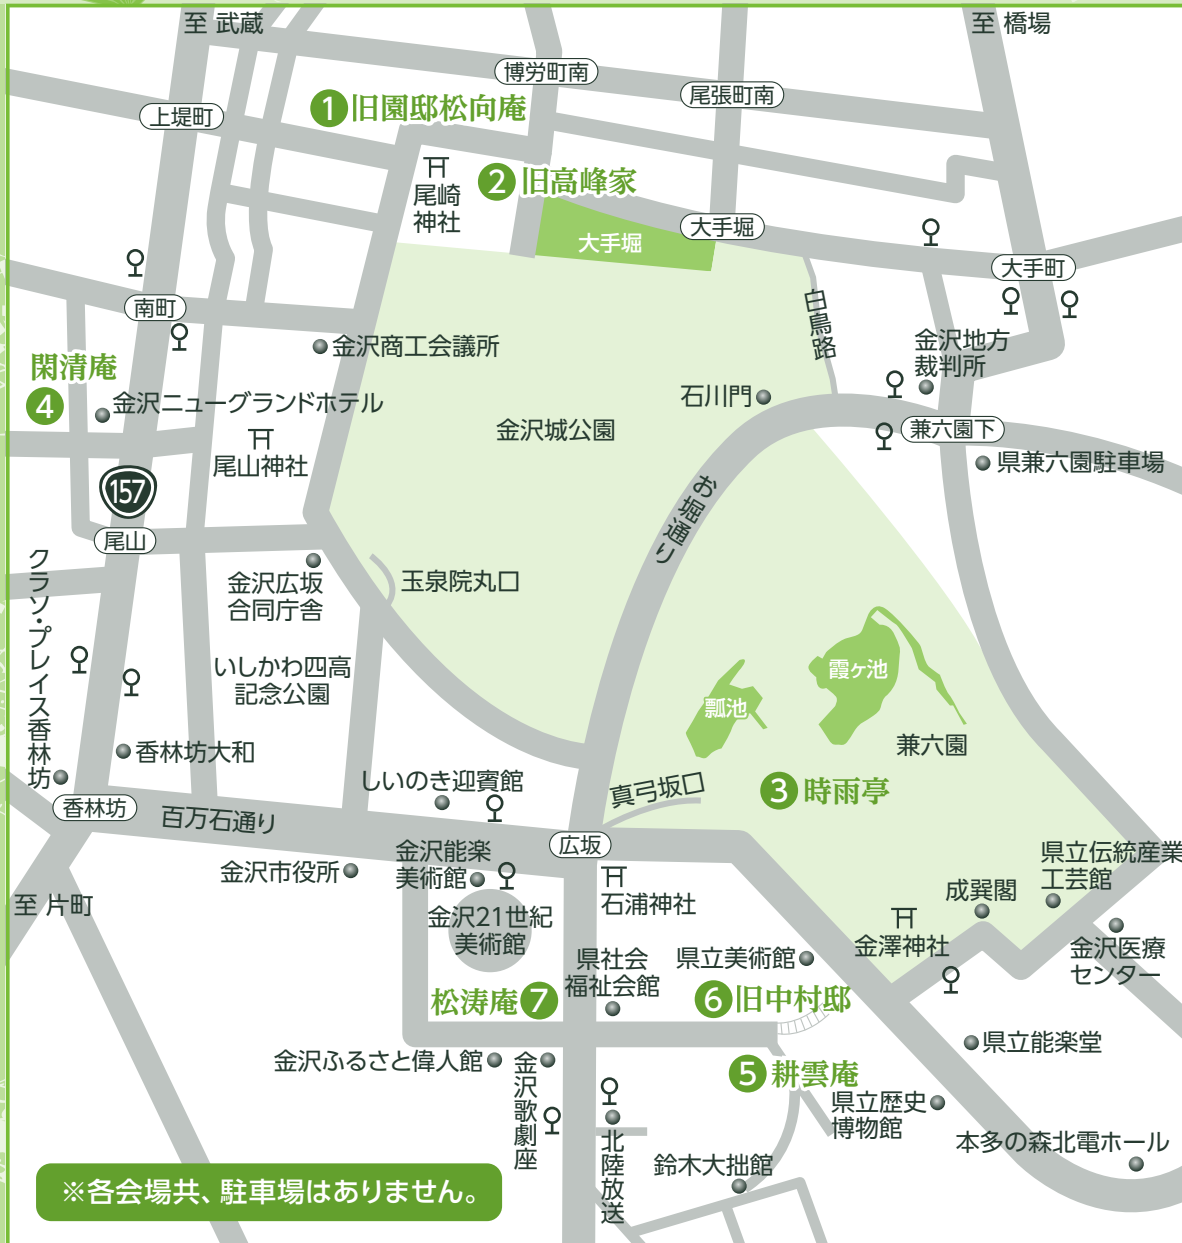 至 武蔵
至 橋場
博労町南
尾張町南
上堤町
1 旧園邸松向庵
尾崎
神社
2 旧高峰家
大手堀
大手堀
大手町
南町
白鳥路
金沢商工会議所
金沢地方
裁判所
閑清庵
4
金沢ニューグランドホテル
石川門
金沢城公園
兼六園下
尾山神社
県兼六園駐車場
157
お堀通り
尾山
クラソ・プレイス香林坊
金沢広坂
合同庁舎
玉泉院丸口
いしかわ四高
記念公園
霞ヶ池
瓢池
兼六園
香林坊大和
しいのき迎賓館
真弓坂口
3 時雨亭
香林坊
百万石通り
広坂
金沢市役所
金沢能楽
美術館
県立伝統産業
工芸館
至 片町
石浦神社
成巽閣
金沢21世紀
美術館
金澤神社
金沢医療
センター
県社会
福祉会館
県立美術館
松涛庵 7
6 旧中村邸
県立能楽堂
金沢ふるさと偉人館
金沢歌劇座
5 耕雲庵
県立歴史
博物館
北陸放送
本多の森北電ホール
鈴木大拙館
※各会場共、駐車場はありません。